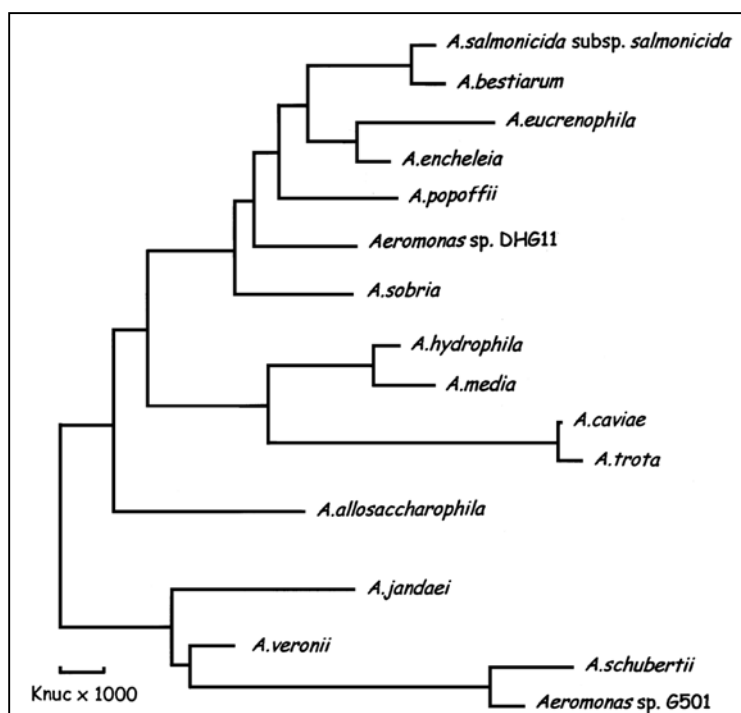 A.salmonicida subsp. salmonicida
A.bestiarum
A.eucrenophila
A.encheleia
A.popoffii
Aeromonas sp. DHG11
A.sobria
A.hydrophila
A.media
A.caviae
A.trota
A.allosaccharophila
A.jandaei
A.veronii
A.schubertii
Knuc x 1000
Aeromonas sp. G501